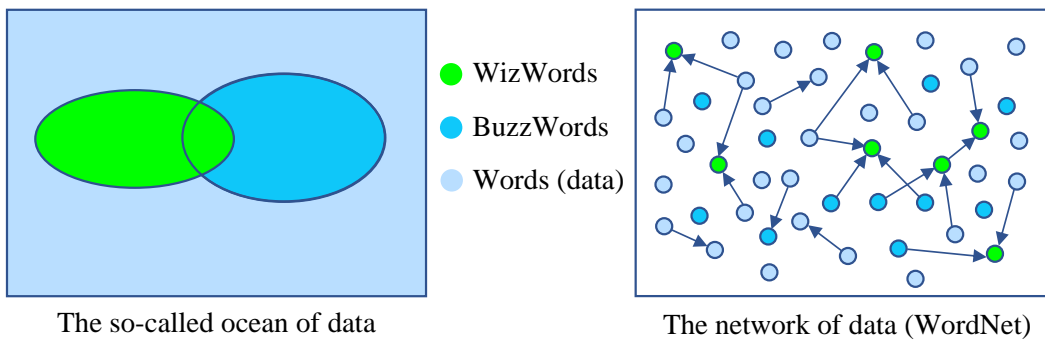 WizWords
BuzzWords
Words (data)
The so-called ocean of data
The network of data (WordNet)